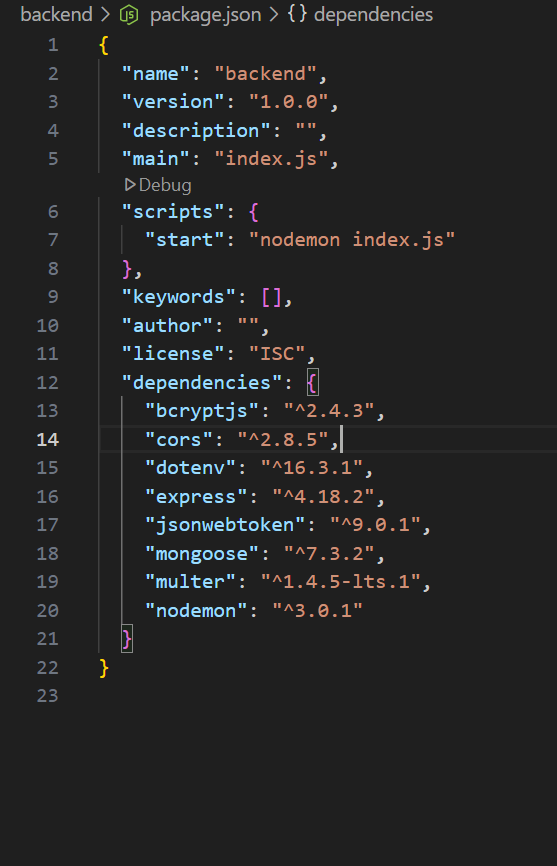 backend > JS package.json > {} dependencies
1 {
2 "name": "backend",
3 "version": "1.0.0",
4 "description": "",
5 "main": "index.js",
Debug
6 "scripts": {
7 "start": "nodemon index.js"
8 },
9 "keywords": [],
10 "author": "",
11 "license": "ISC",
12 "dependencies": {
13 "bcryptjs": "^2.4.3",
14 "cors": "^2.8.5",
15 "dotenv": "^16.3.1",
16 "express": "^4.18.2",
17 "jsonwebtoken": "^9.0.1",
18 "mongoose": "^7.3.2",
19 "multer": "^1.4.5-lts.1",
20 "nodemon": "^3.0.1"
21 }
22 }
23